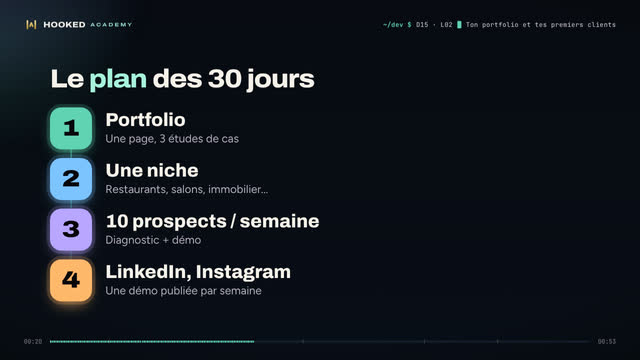 HOOKED ACADEMY
~/dev $ D15 · L02 Ton portfolio et tes premiers clients
Le plan des 30 jours
1
Portfolio
Une page, 3 études de cas
2
Une niche
Restaurants, salons, immobilier...
3
10 prospects / semaine
Diagnostic + démo
4
LinkedIn, Instagram
Une démo publiée par semaine
00:20
00:53